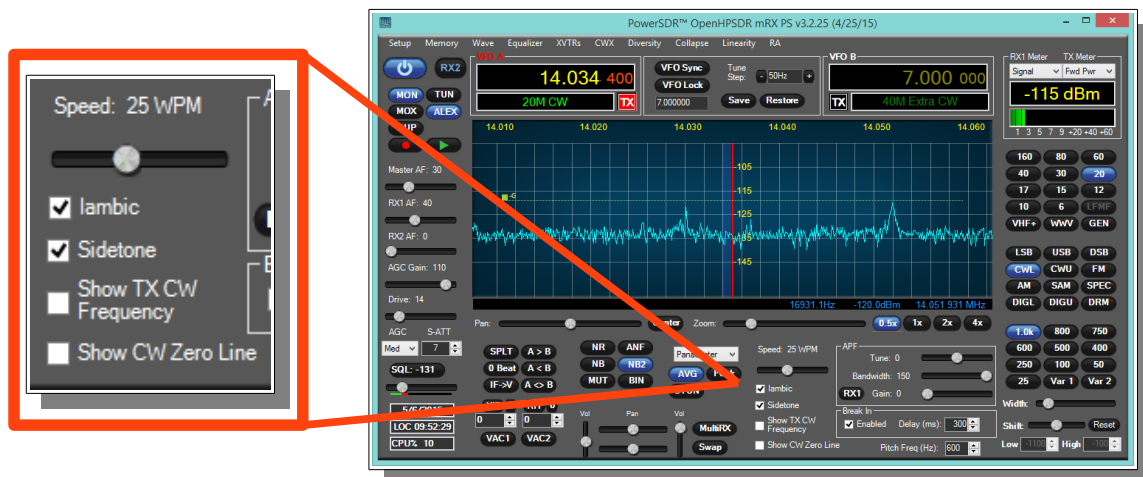 Speed: 25 WPM
Iambic
Sidetone
Show TX CW
Frequency
Show CW Zero Line
PowerSDR™ OpenHPSDR mRX PS v3.2.25 (4/25/15)
Setup Memory Wave Equalizer XVTRs CWX Diversity Collapse Linearity RA
RX2
MON TUN
MOX ALEX
VFO A
14.034 400
20M CW TX
VFO Sync
VFO Lock
7.000000
Tune
Step: - 50Hz +
Save Restore
VFO B
7.000 000
TX 40M Extra CW
RX1 Meter TX Meter
Signal Fwd Pwr
-115 dBm
1 3 5 7 9 +20 +40 +60
14.010 14.020 14.030 14.040 14.050 14.060
-6
-105
-115
-125
-135
-145
16931.1Hz -120.0dBm 14.051 931 MHz
Master AF: 30
RX1 AF: 40
RX2 AF: 0
AGC Gain: 110
Drive: 14
AGC S-ATT
Med 7
SQL: -131
LOC 09:52:29
CPU% 10
Pan: Zoom: 0.5x 1x 2x 4x
SPLT A > B
0 Beat A < B
IF->V A <> B
0 0
VAC1 VAC2
NR ANF
NB NB2
MUT BIN
AVG
Vol Pan Vol
MultiRX
Swap
Speed: 25 WPM
Iambic
Sidetone
Show TX CW
Frequency
Show CW Zero Line
APF
Tune: 0
Bandwidth: 150
RX1 Gain: 0
Break In
Enabled Delay (ms): 300
Pitch Freq (Hz): 600
160 80 60
40 30 20
17 15 12
10 6 LFMF
VHF+ WWV GEN
LSB USB DSB
CWL CWU FM
AM SAM SPEC
DIGL DIGU DRM
1.0k 800 750
600 500 400
250 100 50
25 Var 1 Var 2
Width:
Shift: Reset
Low -1100 High -100